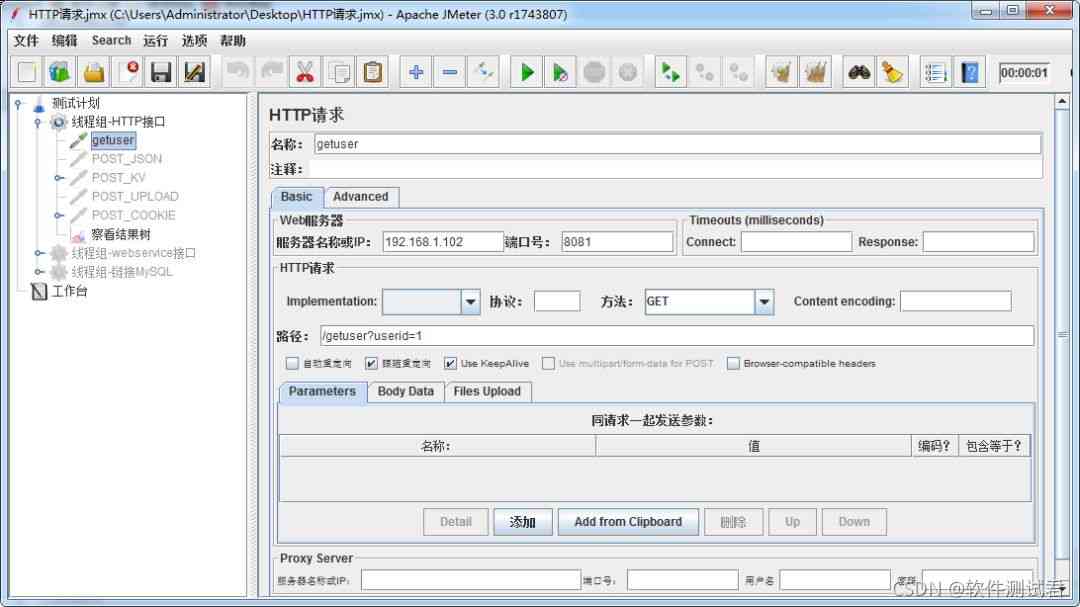 HTTP请求.jmx (C:\Users\Administrator\Desktop\HTTP请求.jmx) - Apache JMeter (3.0 r1743807)
文件 编辑 Search 运行 选项 帮助
00:00:01
测试计划
线程组-HTTP接口
getuser
POST_JSON
POST_KV
POST_UPLOAD
POST_COOKIE
察看结果树
线程组-webservice接口
线程组-链接MySQL
工作台
HTTP请求
名称： getuser
注释：
Basic Advanced
Web服务器 Timeouts (milliseconds)
服务器名称或IP： 192.168.1.102 端口号： 8081 Connect: Response:
HTTP请求
Implementation: 协议： 方法： GET Content encoding:
路径： /getuser?userid=1
自动重定向 跟随重定向 Use KeepAlive Use multipart/form-data for POST Browser-compatible headers
Parameters Body Data Files Upload
同请求一起发送参数：
名称： 值 编码? 包含等于?
Detail 添加 Add from Clipboard 删除 Up Down
Proxy Server
服务器名称或IP： 端口号： 用户名
CSDN @软件测试君